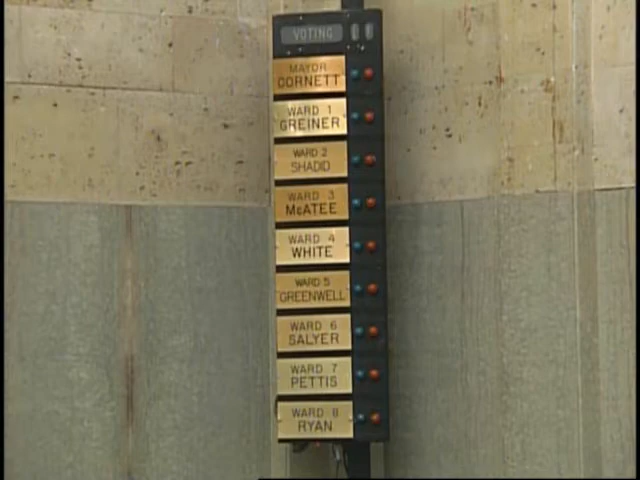 VOTING
MAYOR
CORNETT
WARD 1
GREINER
WARD 2
SHADID
WARD 3
McATEE
WARD 4
WHITE
WARD 5
GREENWELL
WARD 6
SALYER
WARD 7
PETTIS
WARD 8
RYAN